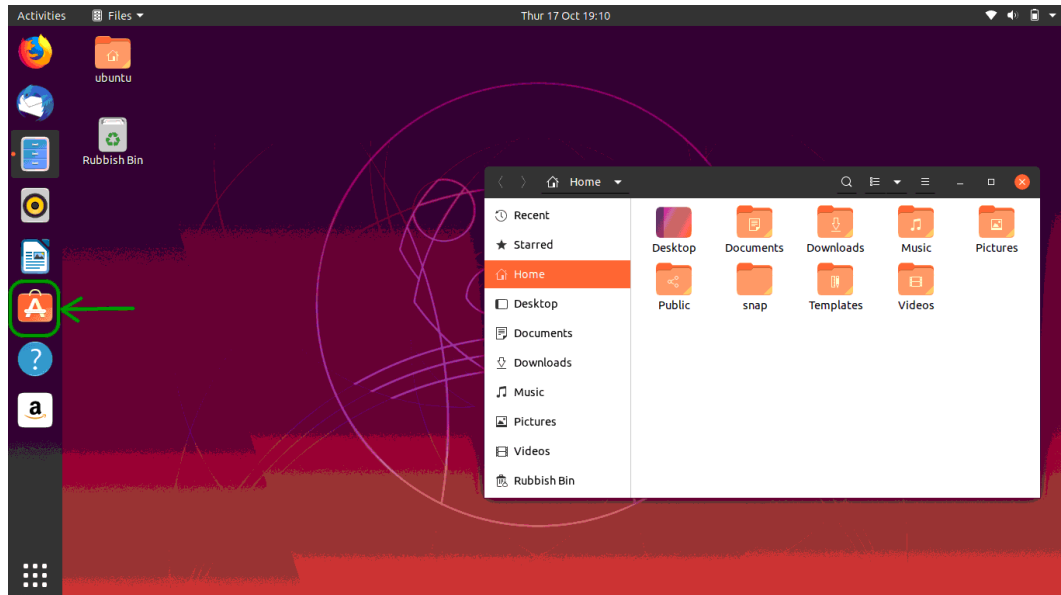 Activities Files Thur 17 Oct 19:10
ubuntu
Rubbish Bin
Home
Recent
Starred
Home
Desktop
Documents
Downloads
Music
Pictures
Videos
Rubbish Bin
Desktop Documents Downloads Music Pictures
Public snap Templates Videos
A
?
a